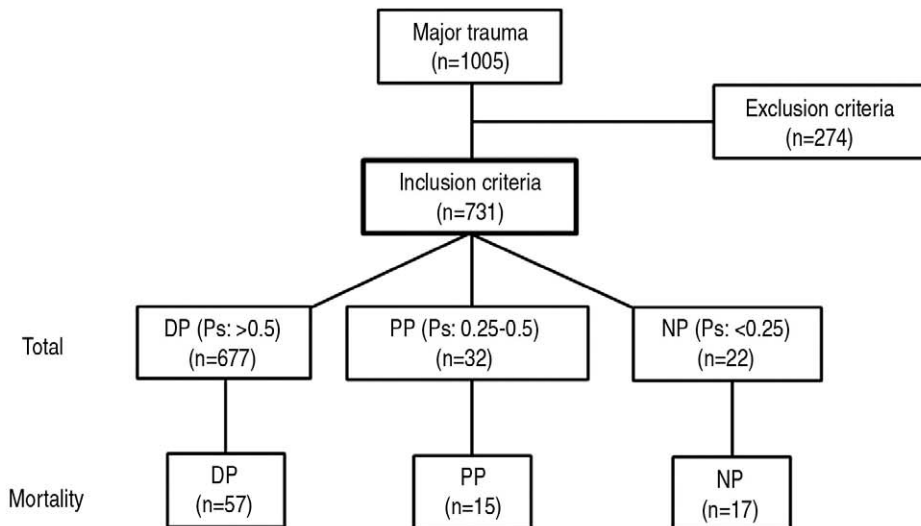 Major trauma
(n=1005)
Exclusion criteria
(n=274)
Inclusion criteria
(n=731)
Total
DP (Ps: >0.5)
(n=677)
PP (Ps: 0.25-0.5)
(n=32)
NP (Ps: <0.25)
(n=22)
Mortality
DP
(n=57)
PP
(n=15)
NP
(n=17)